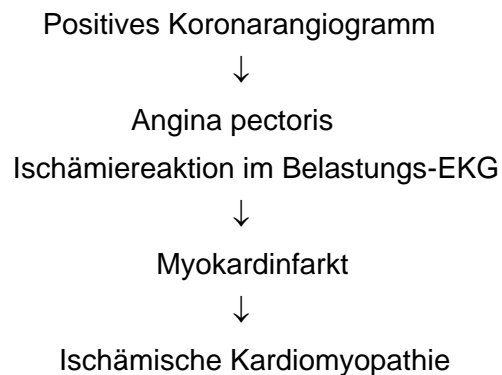 Positives Koronarangiogramm
↓
Angina pectoris
Ischämiereaktion im Belastungs-EKG
↓
Myokardinfarkt
↓
Ischämische Kardiomyopathie